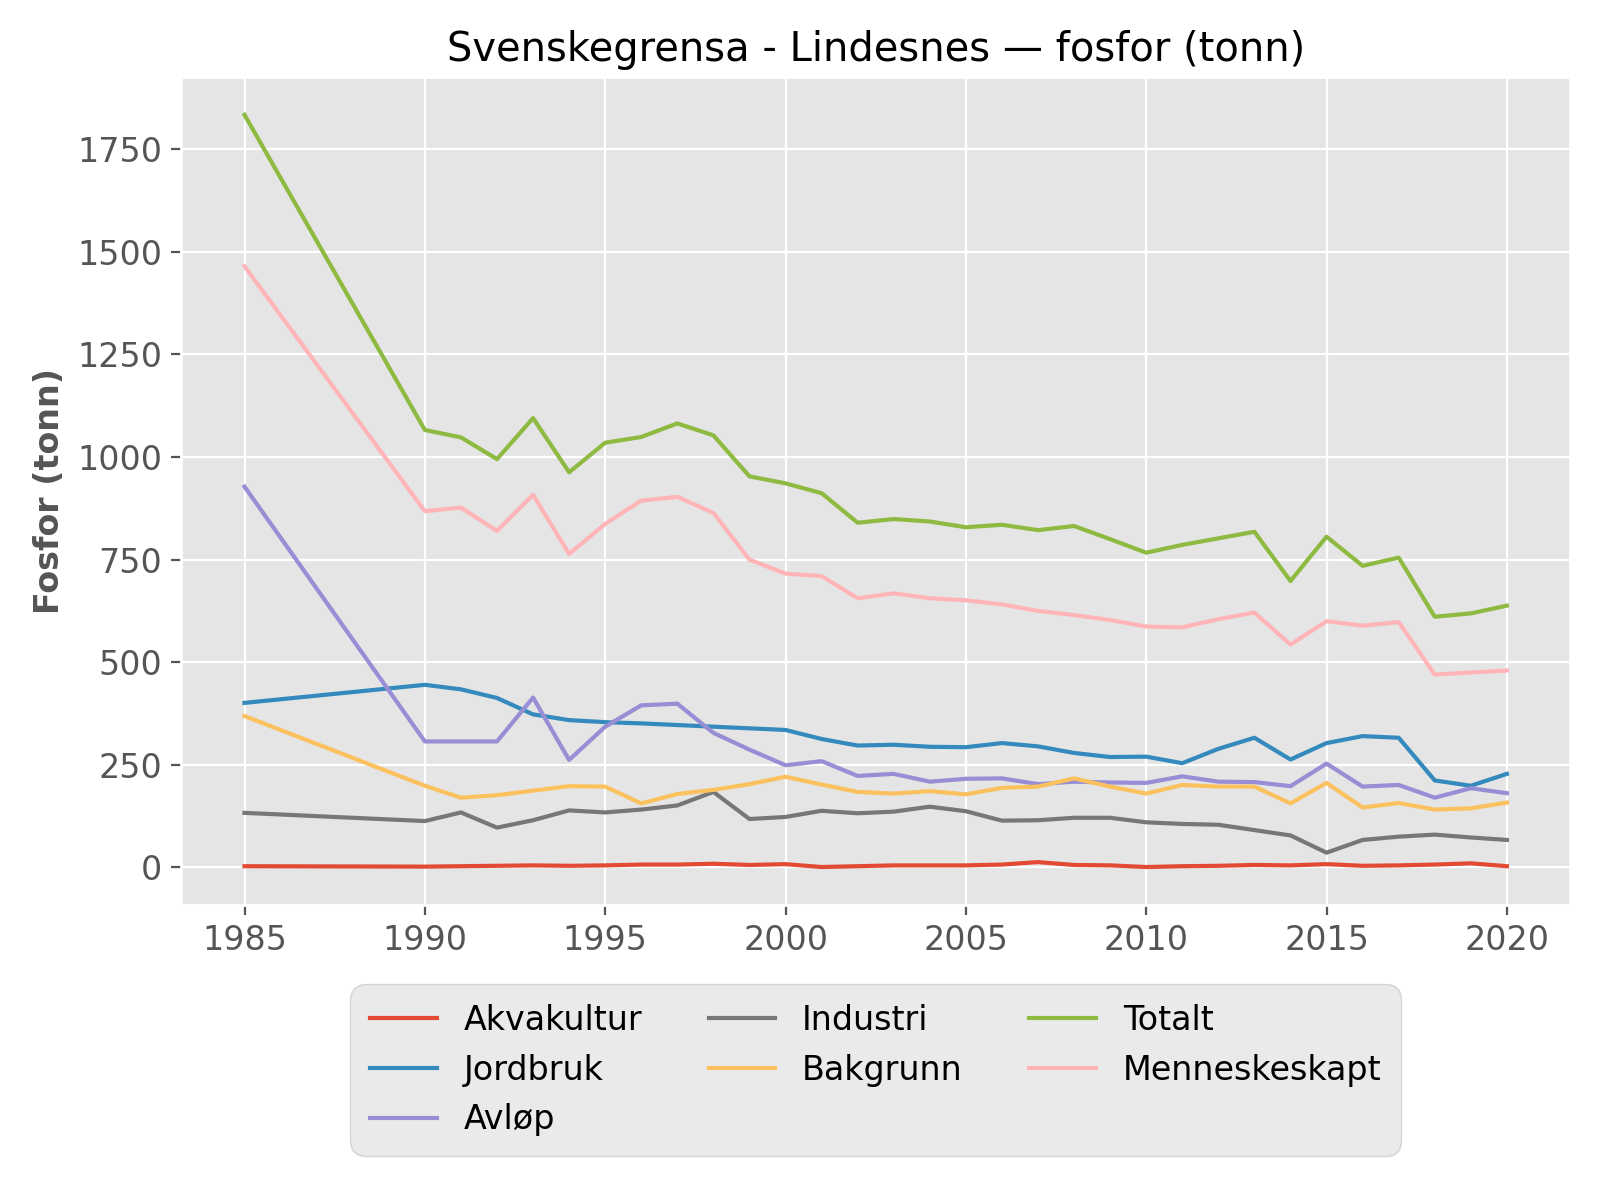 Svenskegrensa - Lindesnes — fosfor (tonn)
Fosfor (tonn)
1750
1500
1250
1000
750
500
250
0
1985 1990 1995 2000 2005 2010 2015 2020
Akvakultur Industri Totalt
Jordbruk Bakgrunn Menneskeskapt
Avløp